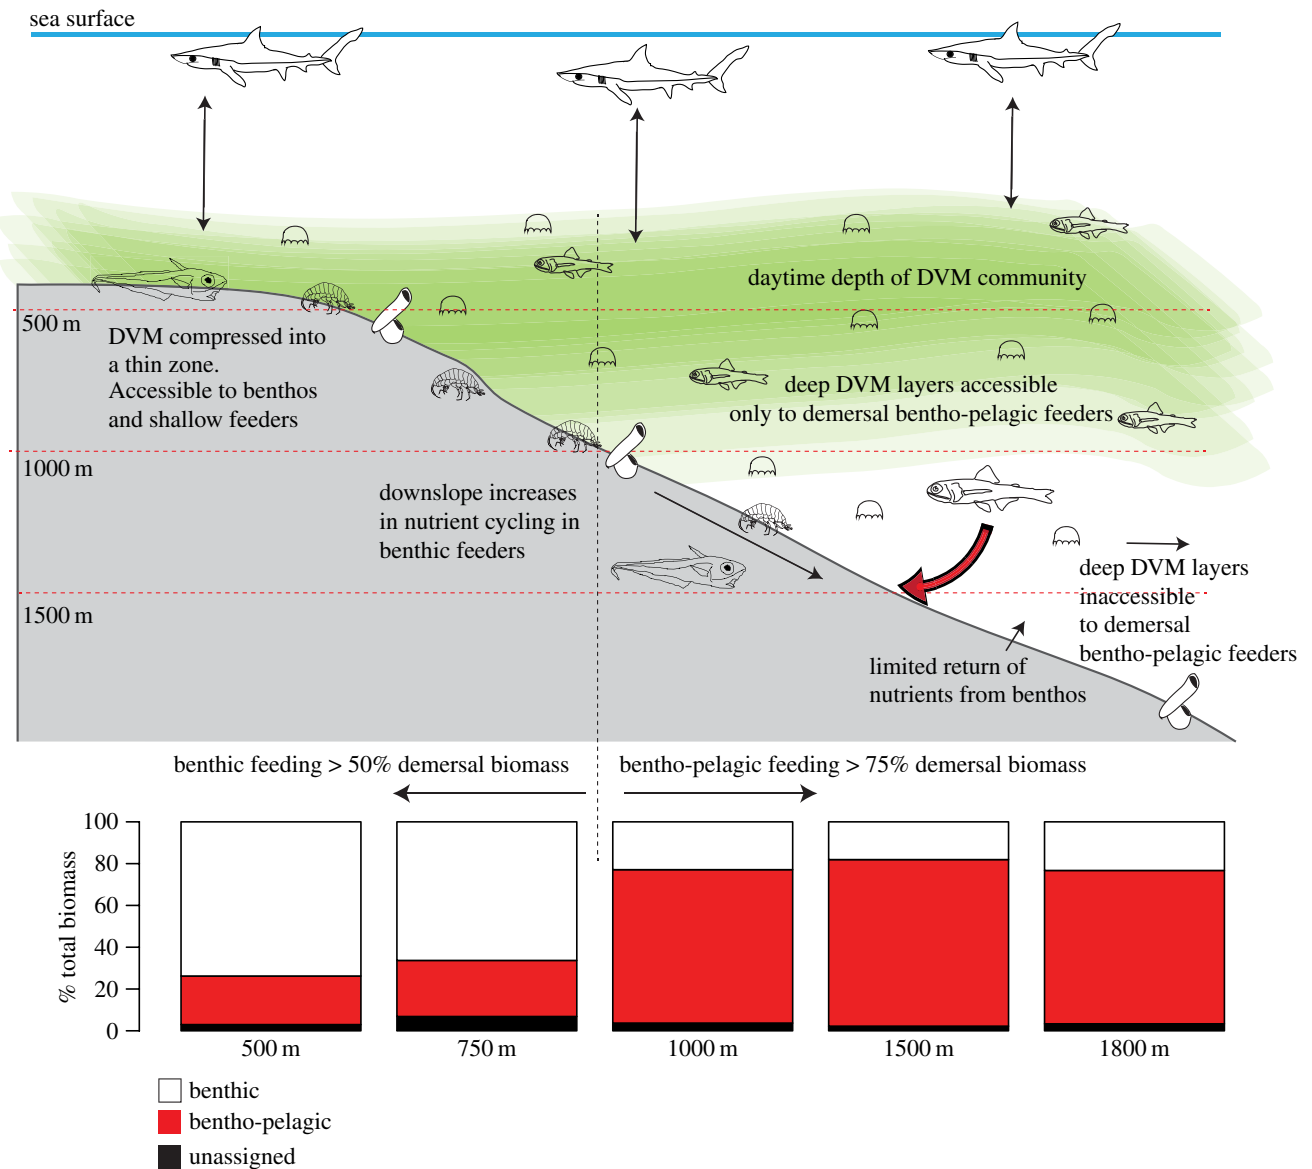 sea surface
daytime depth of DVM community
500 m
DVM compressed into
a thin zone.
Accessible to benthos
and shallow feeders
deep DVM layers accessible
only to demersal bentho-pelagic feeders
1000 m
downslope increases
in nutrient cycling in
benthic feeders
deep DVM layers
inaccessible
to demersal
bentho-pelagic feeders
1500 m
limited return of
nutrients from benthos
benthic feeding > 50% demersal biomass
bentho-pelagic feeding > 75% demersal biomass
% total biomass
100
80
60
40
20
0
500 m
750 m
1000 m
1500 m
1800 m
benthic
bentho-pelagic
unassigned